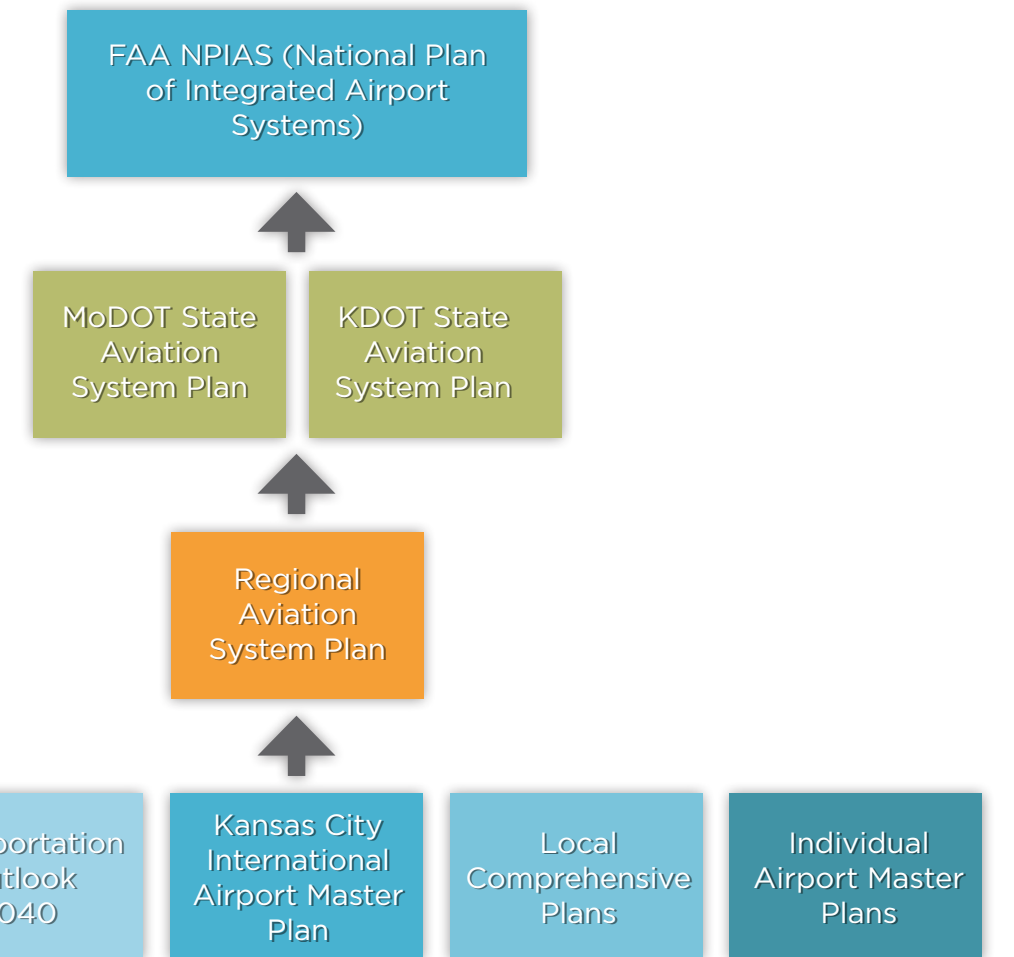 FAA NPIAS (National Plan
of Integrated Airport
Systems)
MoDOT State
Aviation
System Plan
KDOT State
Aviation
System Plan
Regional
Aviation
System Plan
Kansas City
International
Airport Master
Plan
Local
Comprehensive
Plans
Individual
Airport Master
Plans